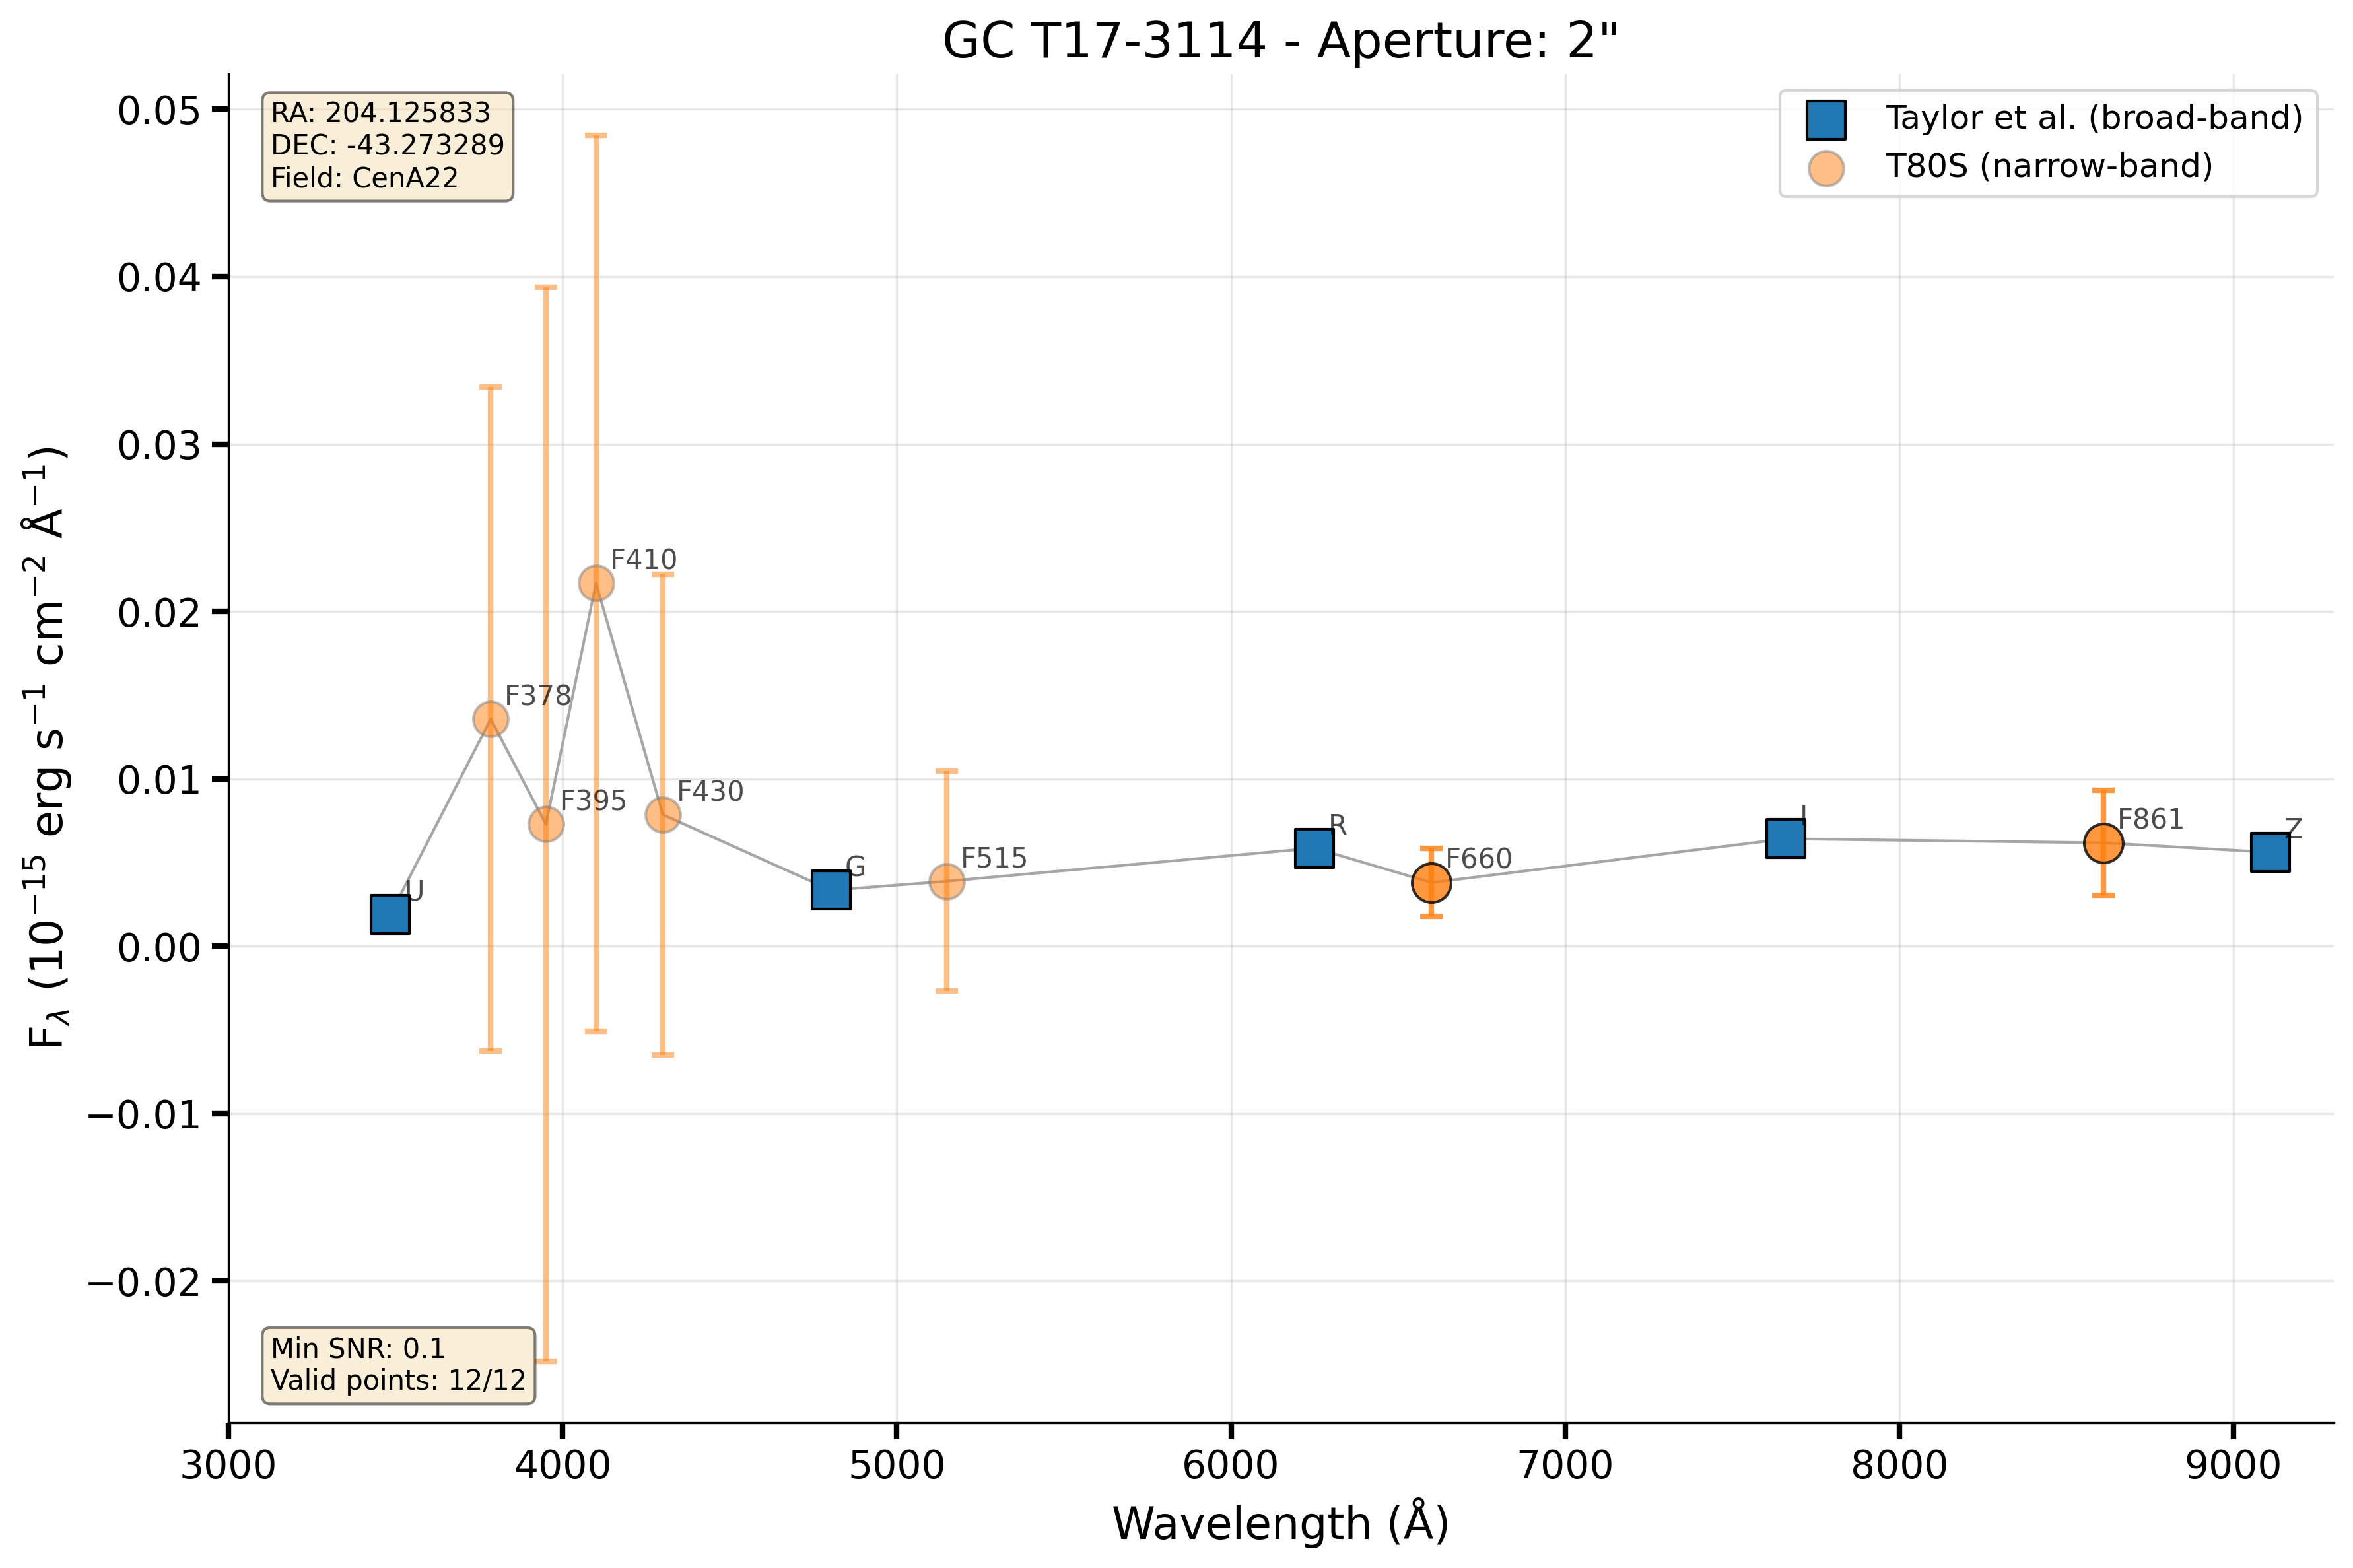 GC T17-3114 - Aperture: 2"
RA: 204.125833
DEC: -43.273289
Field: CenA22
Taylor et al. (broad-band)
T80S (narrow-band)
0.05
0.04
0.03
0.02
0.01
0.00
−0.01
−0.02
F_λ (10⁻¹⁵ erg s⁻¹ cm⁻² Å⁻¹)
U
F378
F395
F410
F430
G
F515
R
F660
I
F861
Z
Min SNR: 0.1
Valid points: 12/12
3000 4000 5000 6000 7000 8000 9000
Wavelength (Å)